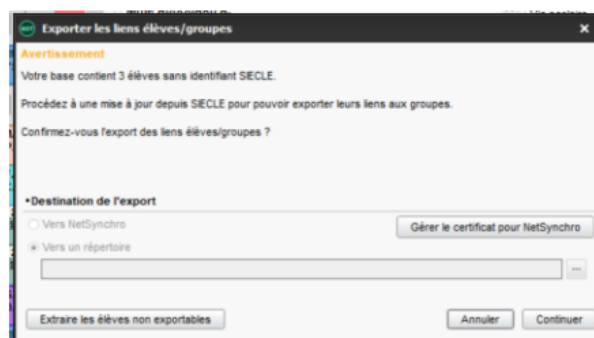 Exporter les liens élèves/groupes
Avertissement
Votre base contient 3 élèves sans identifiant SIECLE.
Procédez à une mise à jour depuis SIECLE pour pouvoir exporter leurs liens aux groupes.
Confirmez-vous l'export des liens élèves/groupes ?
•Destination de l'export
Vers NetSynchro
Gérer le certificat pour NetSynchro
Vers un répertoire
...
Extraire les élèves non exportables
Annuler
Continuer